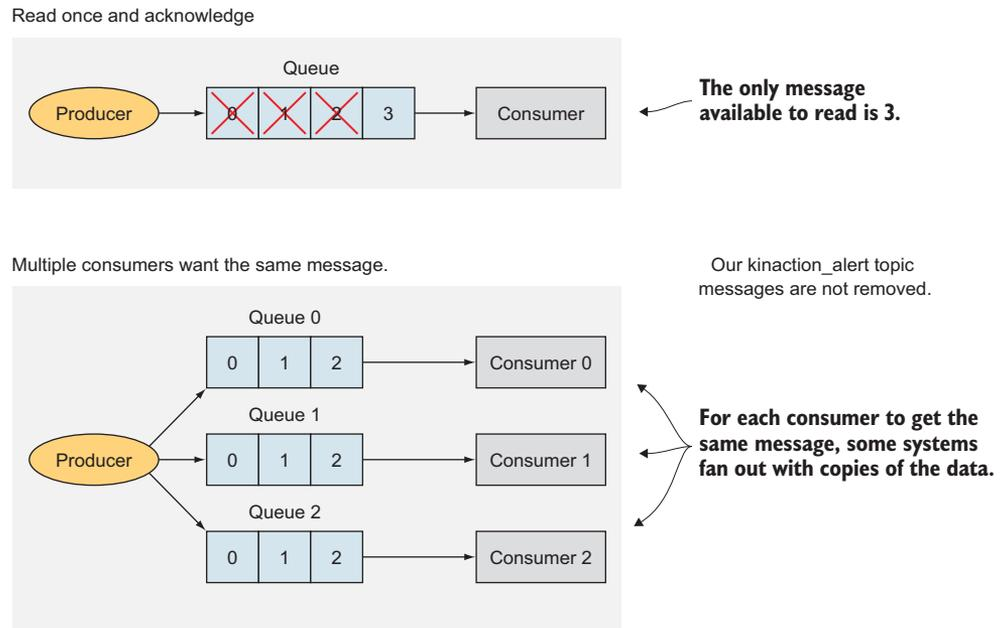 Read once and acknowledge
Queue
Producer
0 1 2 3
Consumer
The only message
available to read is 3.
Multiple consumers want the same message.
Our kinaction_alert topic
messages are not removed.
Queue 0
0 1 2
Consumer 0
Queue 1
Producer
0 1 2
Consumer 1
For each consumer to get the
same message, some systems
fan out with copies of the data.
Queue 2
0 1 2
Consumer 2